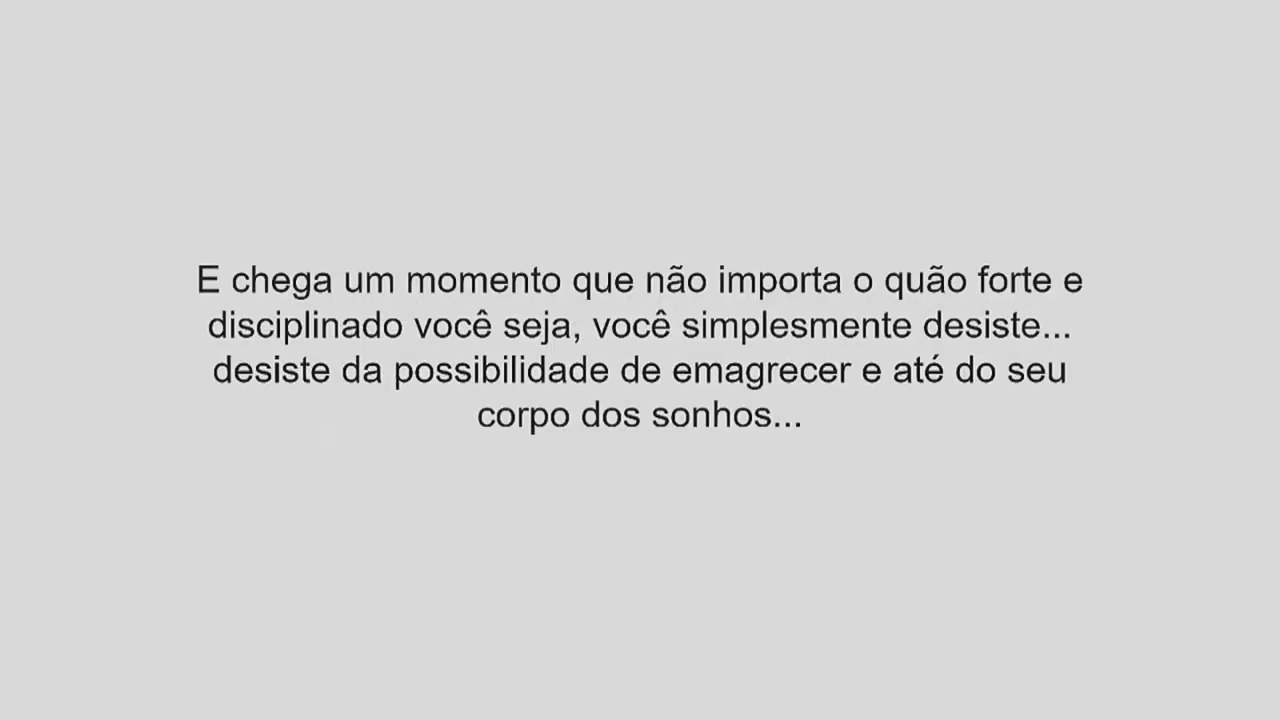 E chega um momento que não importa o quão forte e
disciplinado você seja, você simplesmente desiste...
desiste da possibilidade de emagrecer e até do seu
corpo dos sonhos...